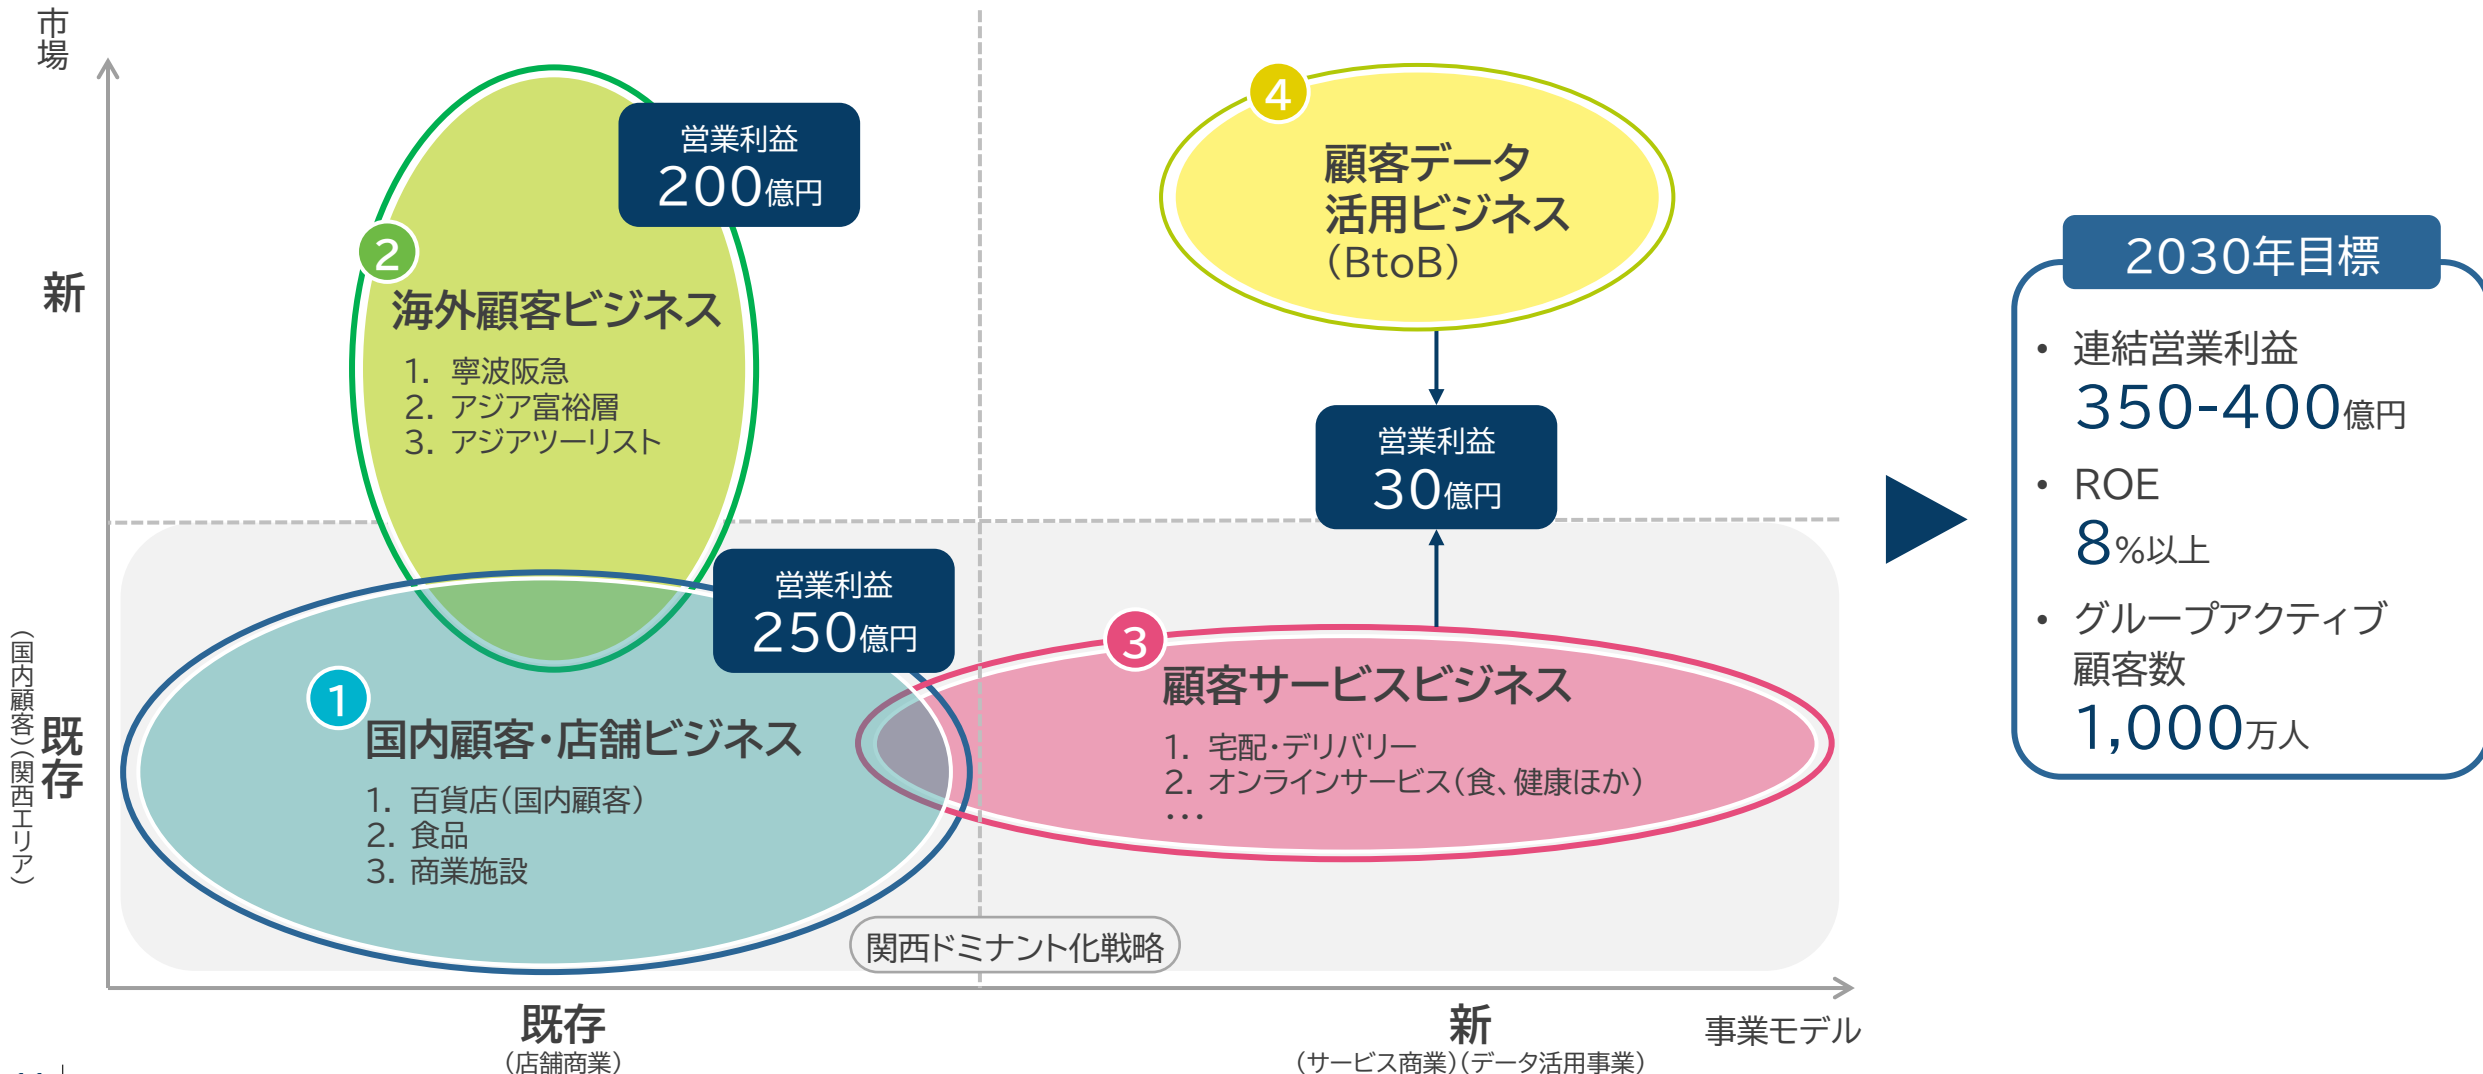 市場
新
既存
(国内顧客)(関西エリア)
営業利益
200億円
2
海外顧客ビジネス
1. 寧波阪急
2. アジア富裕層
3. アジアツーリスト
4
顧客データ
活用ビジネス
(BtoB)
営業利益
30億円
営業利益
250億円
1
国内顧客・店舗ビジネス
1. 百貨店(国内顧客)
2. 食品
3. 商業施設
3
顧客サービスビジネス
1. 宅配・デリバリー
2. オンラインサービス(食、健康ほか)
・・・
関西ドミナント化戦略
既存
(店舗商業)
新
(サービス商業)(データ活用事業)
事業モデル
2030年目標
• 連結営業利益
350-400億円
• ROE
8%以上
• グループアクティブ
顧客数
1,000万人